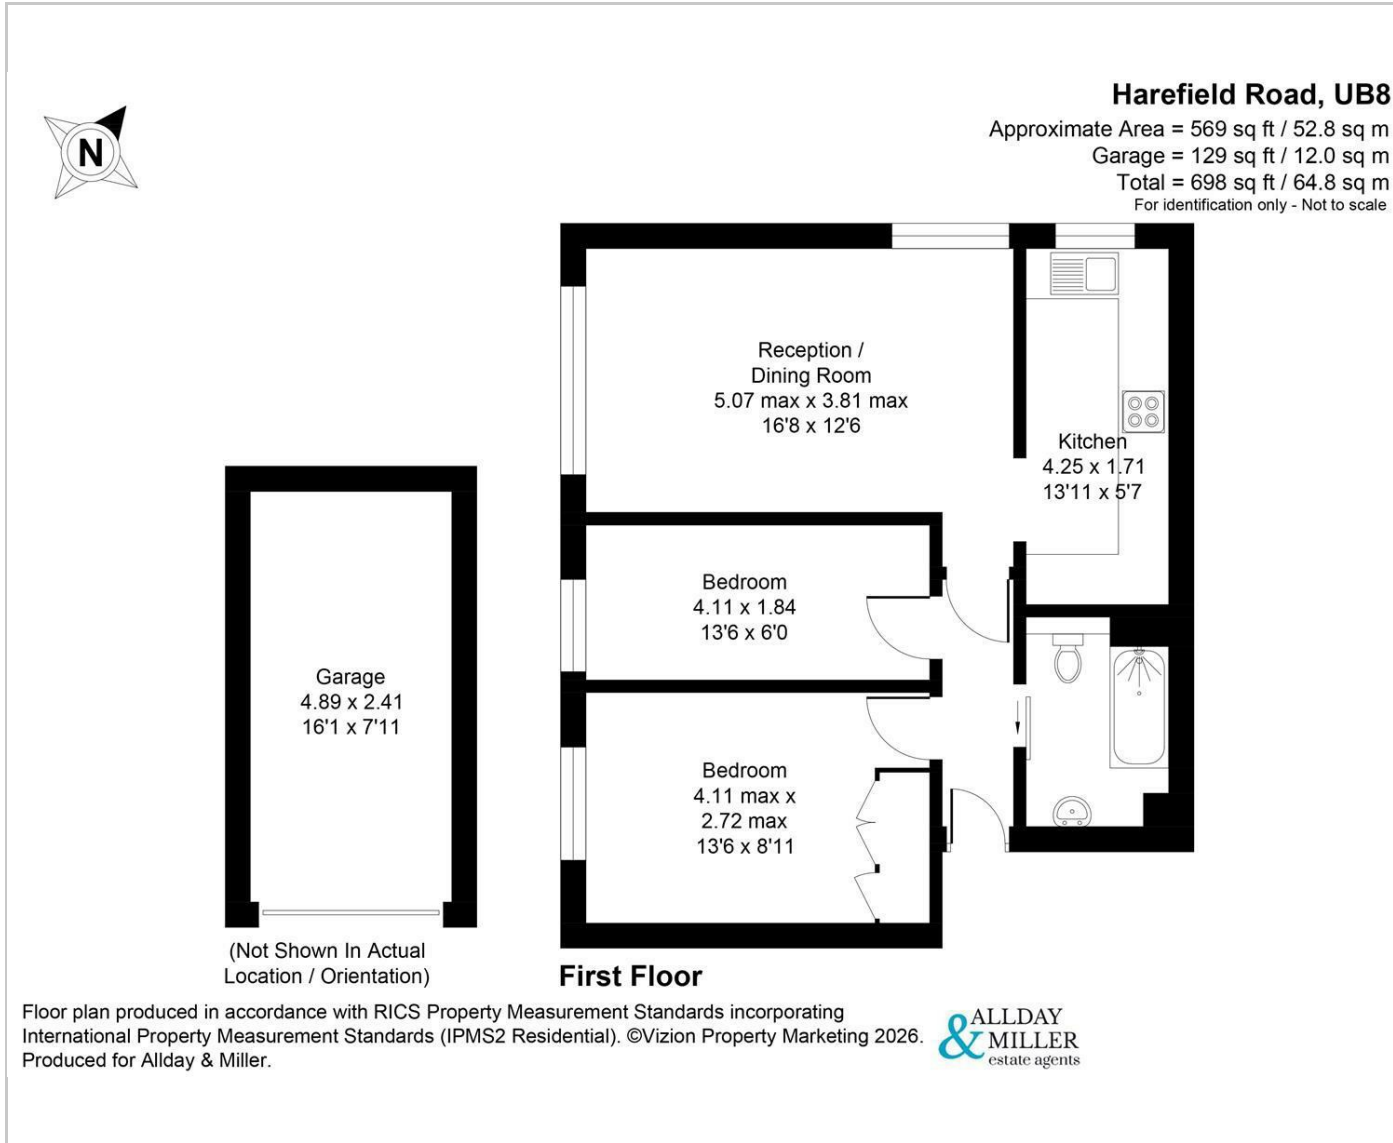 N
Harefield Road, UB8
Approximate Area = 569 sq ft / 52.8 sq m
Garage = 129 sq ft / 12.0 sq m
Total = 698 sq ft / 64.8 sq m
For identification only - Not to scale
Reception /
Dining Room
5.07 max x 3.81 max
16'8 x 12'6
Kitchen
4.25 x 1.71
13'11 x 5'7
Bedroom
4.11 x 1.84
13'6 x 6'0
Garage
4.89 x 2.41
16'1 x 7'11
Bedroom
4.11 max x
2.72 max
13'6 x 8'11
(Not Shown In Actual
Location / Orientation)
First Floor
Floor plan produced in accordance with RICS Property Measurement Standards incorporating
International Property Measurement Standards (IPMS2 Residential). ©Vizion Property Marketing 2026.
Produced for Allday & Miller.
ALLDAY
& MILLER
estate agents